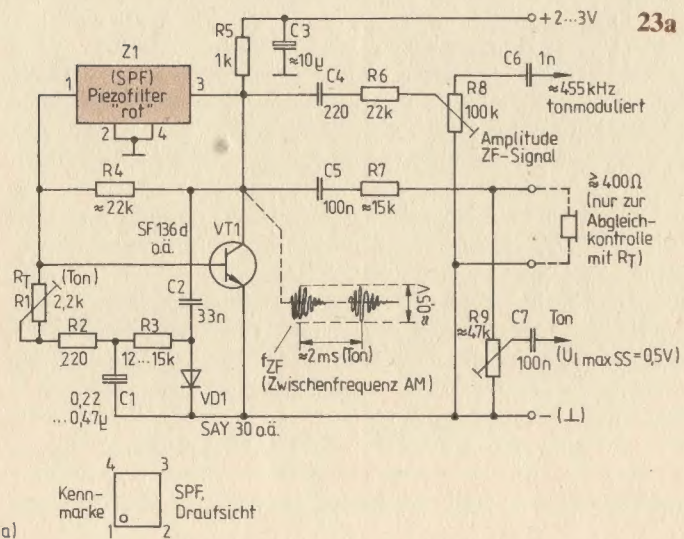 23a
+2...3V
R5
1k
C3
≈10µ
Z1
(SPF)
Piezofilter
"rot"
1
3
2
4
C4
220
R6
22k
C6
1n
R8
100k
≈455kHz
tonmoduliert
Amplitude
ZF-Signal
R4
≈22k
C5
100n
R7
≈15k
≥400Ω
(nur zur
Abgleich-
kontrolle
mit RT)
SF136d
o.ä.
VT1
C2
33n
RT
(Ton)
R1
2,2k
R2
220
R3
12...15k
C1
0,22
...0,47µ
VD1
SAY 30 o.ä.
≈0,5V
≈2ms (Ton)
fZF
(Zwischenfrequenz AM)
R9
≈47k
C7
100n
Ton
(Ul max SS = 0,5V)
− (⊥)
4
3
Kenn-
marke
SPF,
Draufsicht
1
2
a)